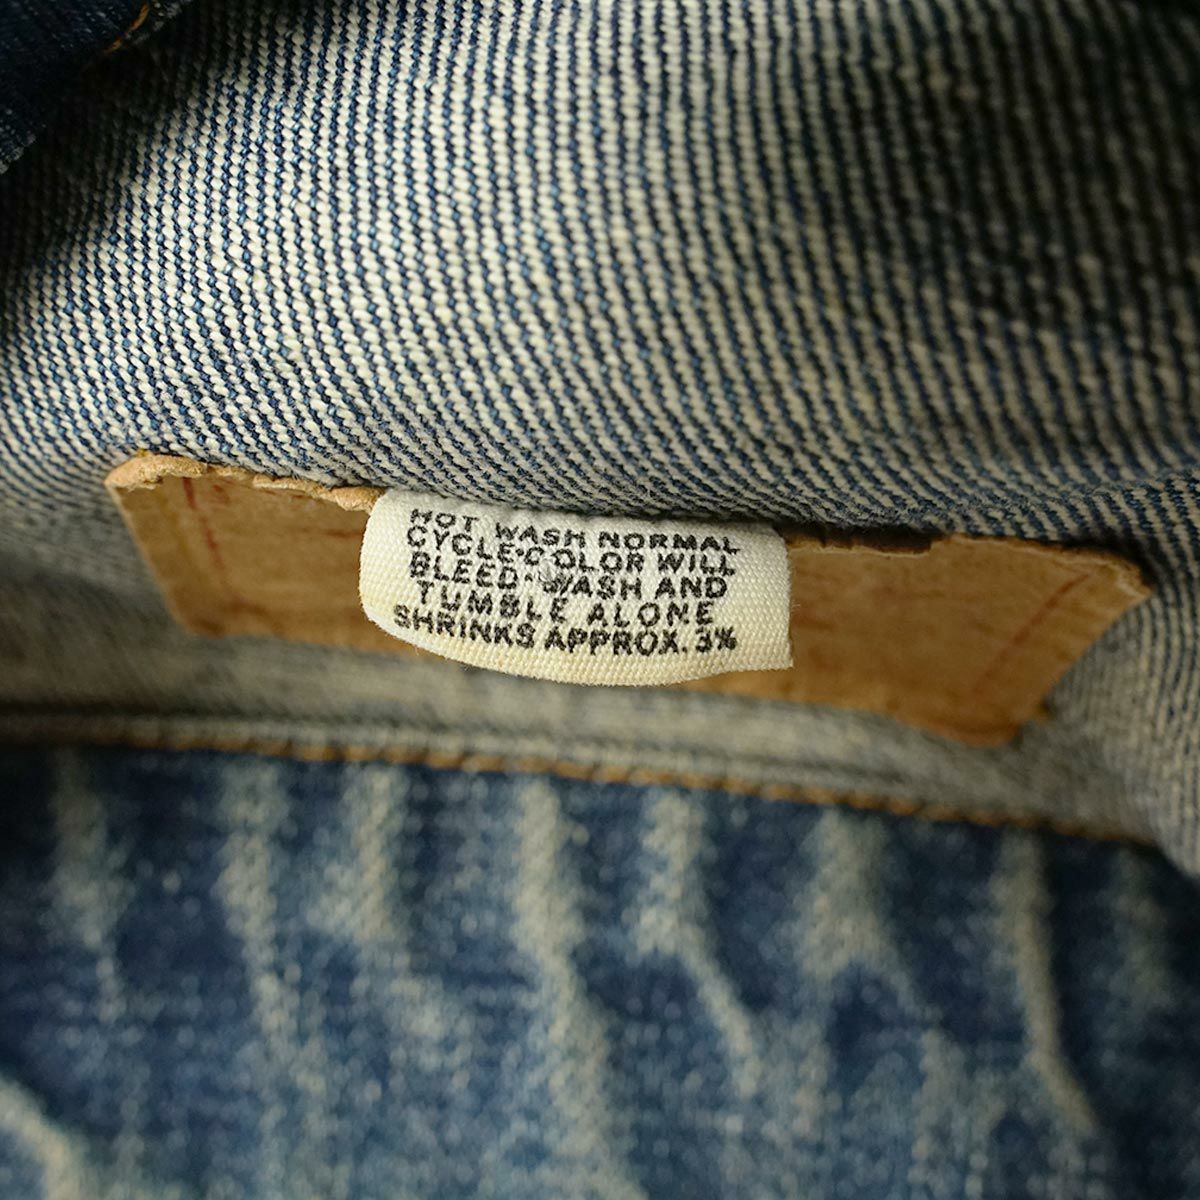 HOT WASH NORMAL
CYCLE•COLOR WILL
BLEED•WASH AND
TUMBLE ALONE
SHRINKS APPROX. 3%